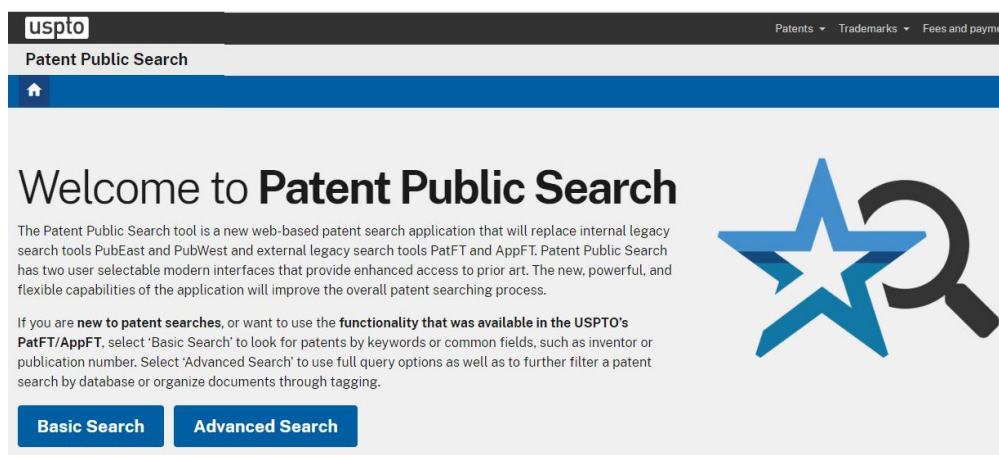 uspto
Patents Trademarks Fees and payme
Patent Public Search
Welcome to Patent Public Search
The Patent Public Search tool is a new web-based patent search application that will replace internal legacy
search tools PubEast and PubWest and external legacy search tools PatFT and AppFT. Patent Public Search
has two user selectable modern interfaces that provide enhanced access to prior art. The new, powerful, and
flexible capabilities of the application will improve the overall patent searching process.
If you are new to patent searches, or want to use the functionality that was available in the USPTO's
PatFT/AppFT, select 'Basic Search' to look for patents by keywords or common fields, such as inventor or
publication number. Select 'Advanced Search' to use full query options as well as to further filter a patent
search by database or organize documents through tagging.
Basic Search
Advanced Search